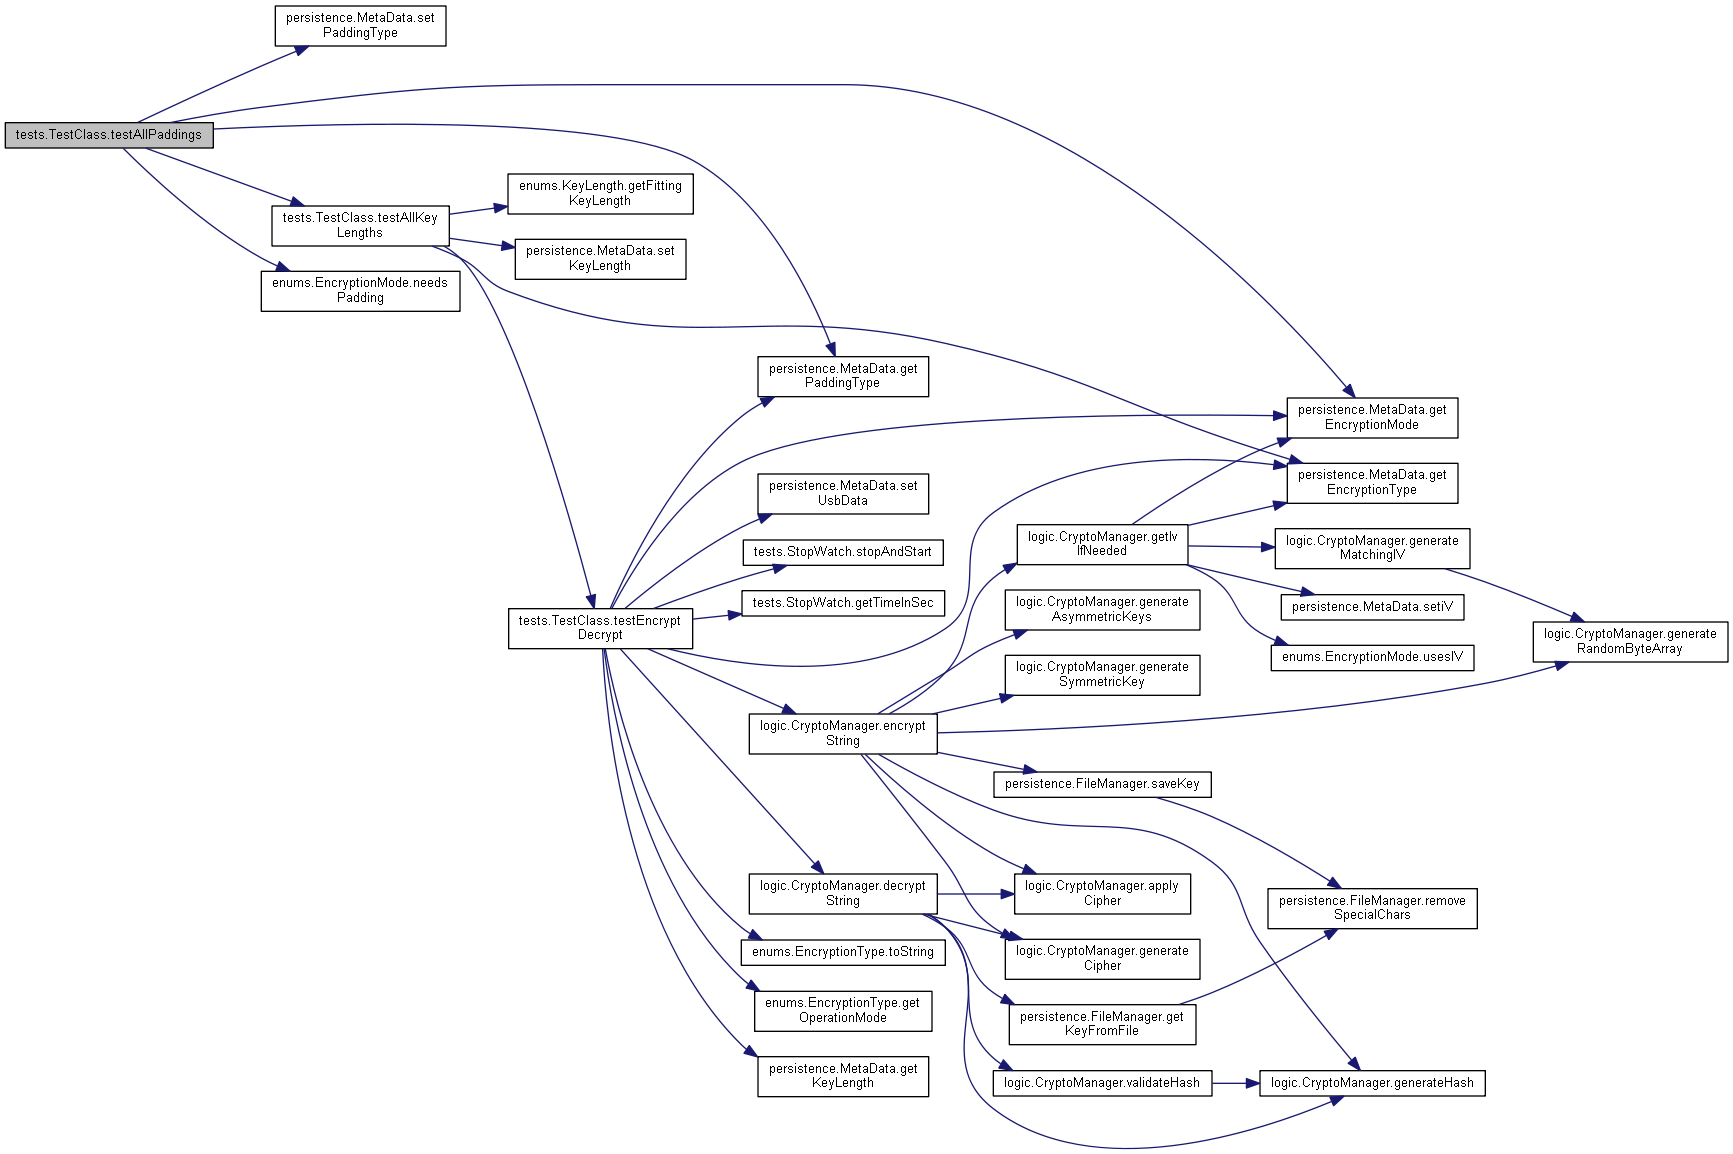 persistence.MetaData.set
PaddingType
tests.TestClass.testAllPaddings
tests.TestClass.testAllKey
Lengths
enums.EncryptionMode.needs
Padding
enums.KeyLength.getFitting
KeyLength
persistence.MetaData.set
KeyLength
tests.TestClass.testEncrypt
Decrypt
persistence.MetaData.get
PaddingType
persistence.MetaData.set
UsbData
tests.StopWatch.stopAndStart
tests.StopWatch.getTimeInSec
logic.CryptoManager.encrypt
String
logic.CryptoManager.decrypt
String
enums.EncryptionType.toString
enums.EncryptionType.get
OperationMode
persistence.MetaData.get
KeyLength
logic.CryptoManager.getIv
IfNeeded
logic.CryptoManager.generate
AsymmetricKeys
logic.CryptoManager.generate
SymmetricKey
persistence.FileManager.saveKey
logic.CryptoManager.apply
Cipher
logic.CryptoManager.generate
Cipher
persistence.FileManager.get
KeyFromFile
logic.CryptoManager.validateHash
persistence.MetaData.get
EncryptionMode
persistence.MetaData.get
EncryptionType
logic.CryptoManager.generate
MatchingIV
persistence.MetaData.setiV
enums.EncryptionMode.usesIV
persistence.FileManager.remove
SpecialChars
logic.CryptoManager.generateHash
logic.CryptoManager.generate
RandomByteArray